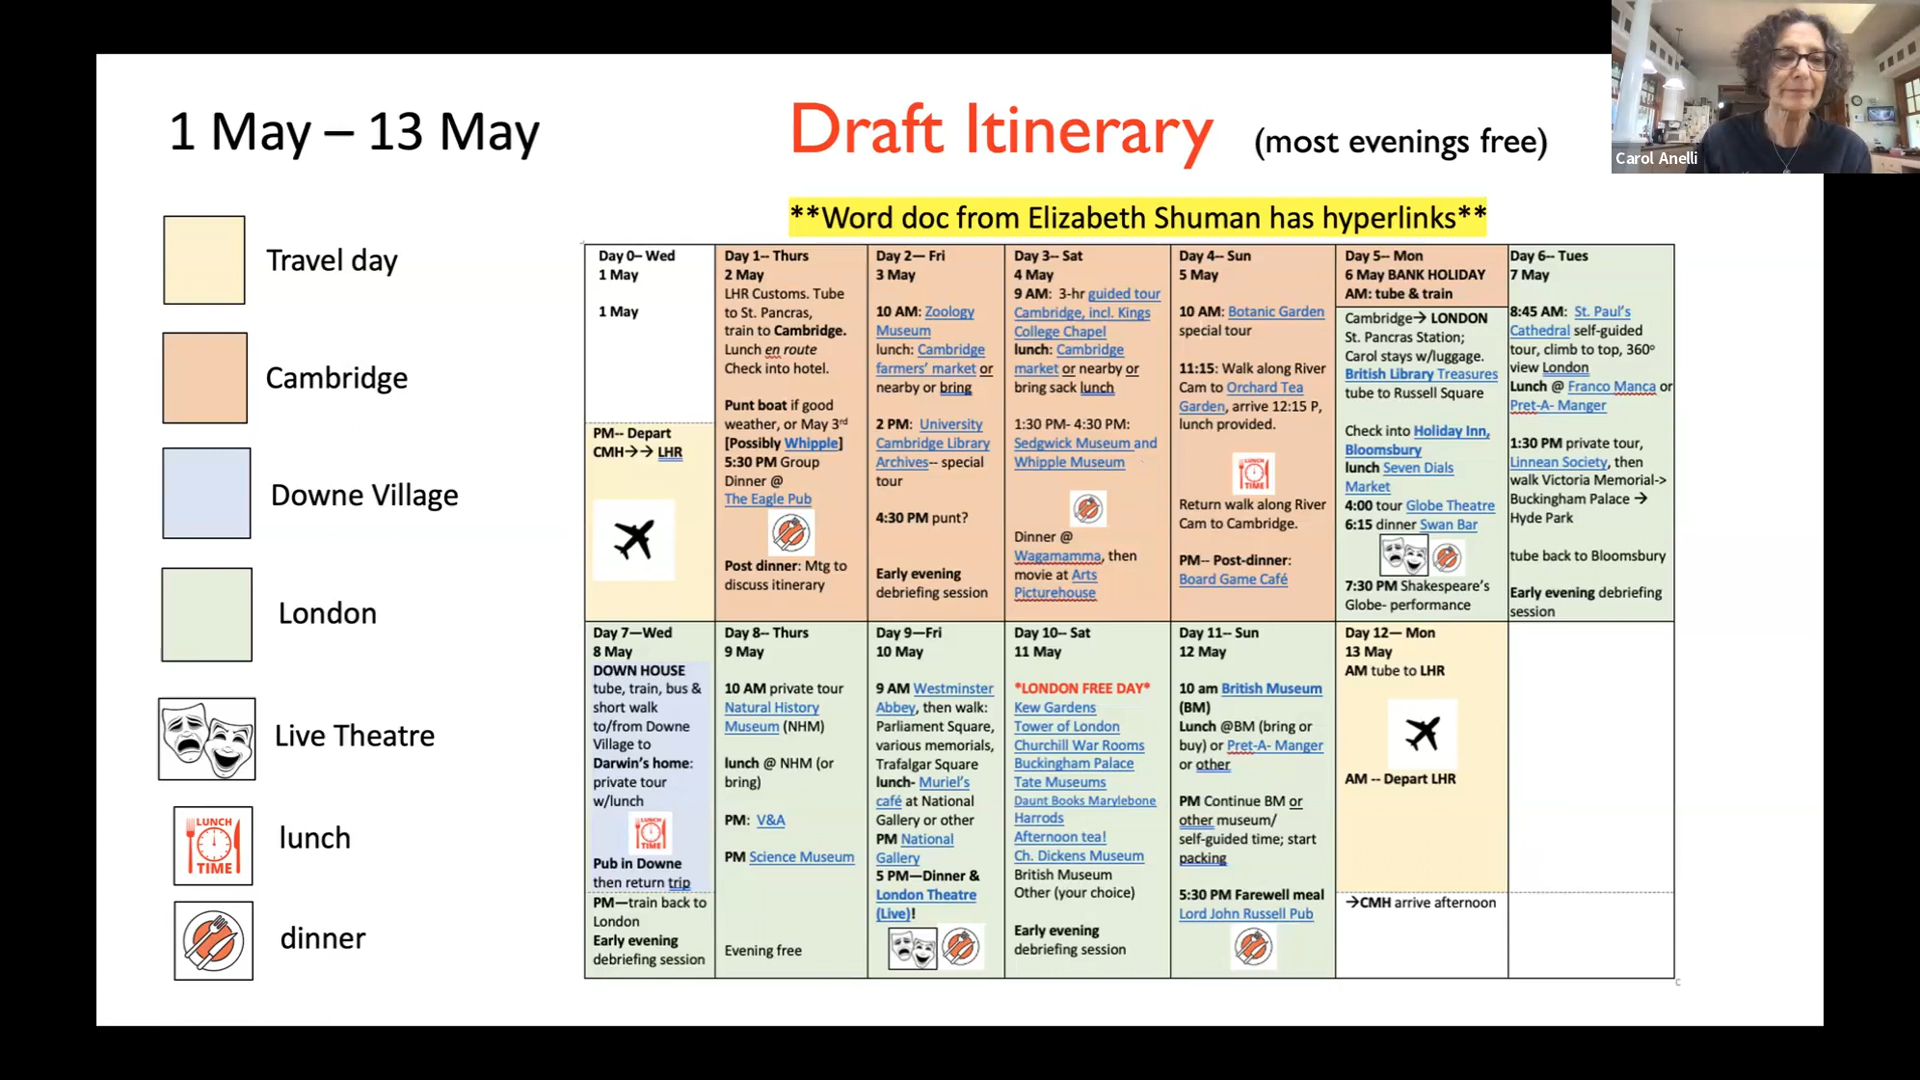 1 May – 13 May
Draft Itinerary (most evenings free)
Carol Anelli
**Word doc from Elizabeth Shuman has hyperlinks**
Travel day
Cambridge
Downe Village
London
Live Theatre
LUNCH
TIME
lunch
dinner
Day 0– Wed
1 May
1 May
PM-- Depart
CMH→→ LHR
Day 1-- Thurs
2 May
LHR Customs. Tube
to St. Pancras,
train to Cambridge.
Lunch en route
Check into hotel.
Punt boat if good
weather, or May 3rd
[Possibly Whipple]
5:30 PM Group
Dinner @
The Eagle Pub
Post dinner: Mtg to
discuss itinerary
Day 2— Fri
3 May
10 AM: Zoology
Museum
lunch: Cambridge
farmers' market or
nearby or bring
2 PM: University
Cambridge Library
Archives-- special
tour
4:30 PM punt?
Early evening
debriefing session
Day 3-- Sat
4 May
9 AM: 3-hr guided tour
Cambridge, incl. Kings
College Chapel
lunch: Cambridge
market or nearby or
bring sack lunch
1:30 PM- 4:30 PM:
Sedgwick Museum and
Whipple Museum
Dinner @
Wagamamma, then
movie at Arts
Picturehouse
Day 4-- Sun
5 May
10 AM: Botanic Garden
special tour
11:15: Walk along River
Cam to Orchard Tea
Garden, arrive 12:15 P,
lunch provided.
LUNCH
TIME
Return walk along River
Cam to Cambridge.
PM-- Post-dinner:
Board Game Café
Day 5-- Mon
6 May BANK HOLIDAY
AM: tube & train
Cambridge→ LONDON
St. Pancras Station;
Carol stays w/luggage.
British Library Treasures
tube to Russell Square
Check into Holiday Inn,
Bloomsbury
lunch Seven Dials
Market
4:00 tour Globe Theatre
6:15 dinner Swan Bar
7:30 PM Shakespeare's
Globe- performance
Day 6-- Tues
7 May
8:45 AM: St. Paul's
Cathedral self-guided
tour, climb to top, 360°
view London
Lunch @ Franco Manca or
Pret-A- Manger
1:30 PM private tour,
Linnean Society, then
walk Victoria Memorial->
Buckingham Palace →
Hyde Park
tube back to Bloomsbury
Early evening debriefing
session
Day 7—Wed
8 May
DOWN HOUSE
tube, train, bus &
short walk
to/from Downe
Village to
Darwin's home:
private tour
w/lunch
LUNCH
TIME
Pub in Downe
then return trip
PM—train back to
London
Early evening
debriefing session
Day 8-- Thurs
9 May
10 AM private tour
Natural History
Museum (NHM)
lunch @ NHM (or
bring)
PM: V&A
PM Science Museum
Evening free
Day 9—Fri
10 May
9 AM Westminster
Abbey, then walk:
Parliament Square,
various memorials,
Trafalgar Square
lunch- Muriel's
café at National
Gallery or other
PM National
Gallery
5 PM—Dinner &
London Theatre
(Live)!
Day 10-- Sat
11 May
*LONDON FREE DAY*
Kew Gardens
Tower of London
Churchill War Rooms
Buckingham Palace
Tate Museums
Daunt Books Marylebone
Harrods
Afternoon tea!
Ch. Dickens Museum
British Museum
Other (your choice)
Early evening
debriefing session
Day 11-- Sun
12 May
10 am British Museum
(BM)
Lunch @BM (bring or
buy) or Pret-A- Manger
or other
PM Continue BM or
other museum/
self-guided time; start
packing
5:30 PM Farewell meal
Lord John Russell Pub
Day 12— Mon
13 May
AM tube to LHR
AM -- Depart LHR
→CMH arrive afternoon